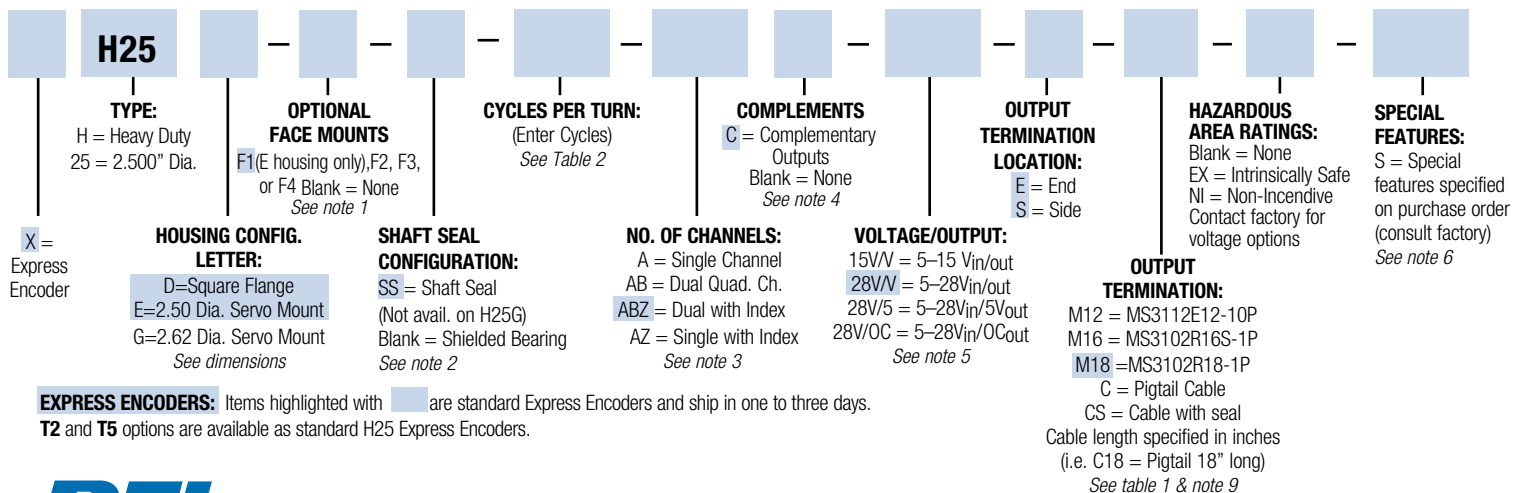 H25
TYPE:
H = Heavy Duty
25 = 2.500” Dia.
OPTIONAL
FACE MOUNTS
F1(E housing only),F2, F3,
or F4 Blank = None
See note 1
CYCLES PER TURN:
(Enter Cycles)
See Table 2
COMPLEMENTS
C = Complementary
Outputs
Blank = None
See note 4
OUTPUT
TERMINATION
LOCATION:
E = End
S = Side
HAZARDOUS
AREA RATINGS:
Blank = None
EX = Intrinsically Safe
NI = Non-Incendive
Contact factory for
voltage options
SPECIAL
FEATURES:
S = Special
features specified
on purchase order
(consult factory)
See note 6
X =
Express
Encoder
HOUSING CONFIG.
LETTER:
D=Square Flange
E=2.50 Dia. Servo Mount
G=2.62 Dia. Servo Mount
See dimensions
SHAFT SEAL
CONFIGURATION:
SS = Shaft Seal
(Not avail. on H25G)
Blank = Shielded Bearing
See note 2
NO. OF CHANNELS:
A = Single Channel
AB = Dual Quad. Ch.
ABZ = Dual with Index
AZ = Single with Index
See note 3
VOLTAGE/OUTPUT:
15V/V = 5–15 Vin/out
28V/V = 5–28Vin/out
28V/5 = 5–28Vin/5Vout
28V/OC = 5–28Vin/OCout
See note 5
OUTPUT
TERMINATION:
M12 = MS3112E12-10P
M16 = MS3102R16S-1P
M18 =MS3102R18-1P
C = Pigtail Cable
CS = Cable with seal
Cable length specified in inches
(i.e. C18 = Pigtail 18” long)
See table 1 & note 9
EXPRESS ENCODERS: Items highlighted with are standard Express Encoders and ship in one to three days.
T2 and T5 options are available as standard H25 Express Encoders.